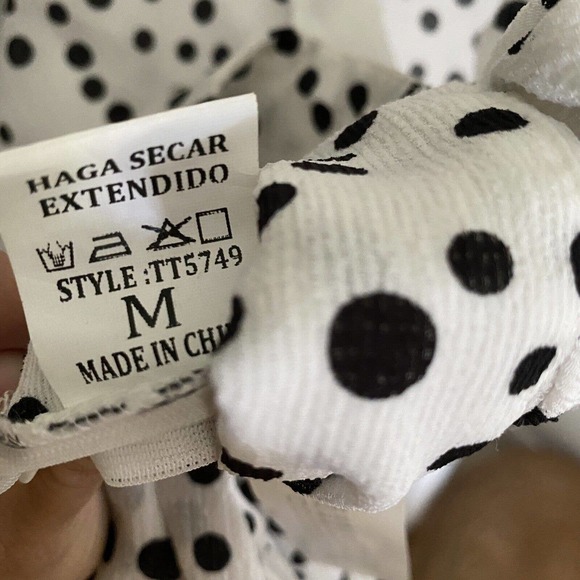 HAGA SECAR
EXTENDIDO
STYLE :TT5749
M
MADE IN CHI